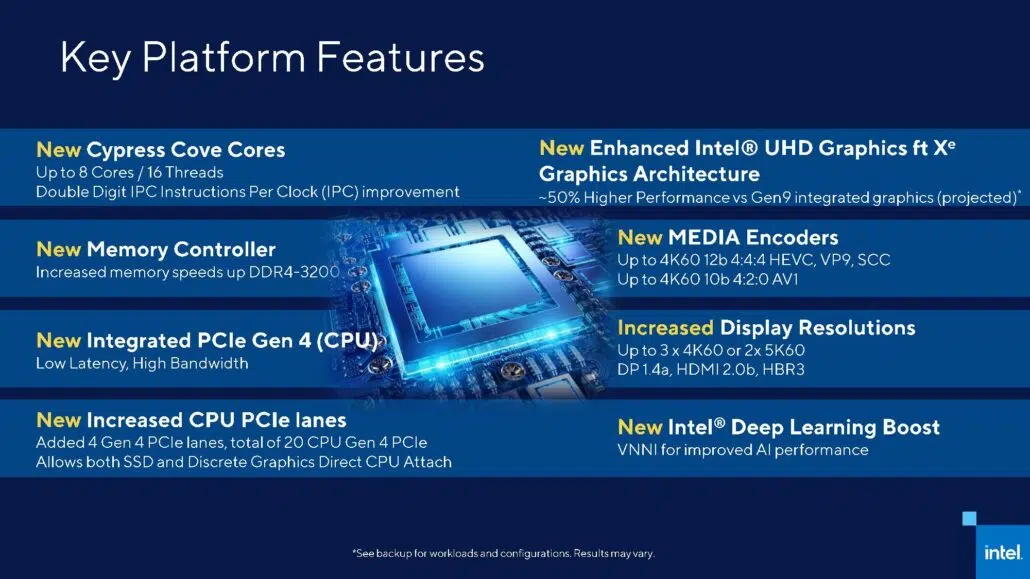 Key Platform Features
New Cypress Cove Cores
Up to 8 Cores / 16 Threads
Double Digit IPC Instructions Per Clock (IPC) improvement
New Memory Controller
Increased memory speeds up DDR4-3200
New Integrated PCIe Gen 4 (CPU)
Low Latency, High Bandwidth
New Increased CPU PCIe lanes
Added 4 Gen 4 PCIe lanes, total of 20 CPU Gen 4 PCIe
Allows both SSD and Discrete Graphics Direct CPU Attach
New Enhanced Intel® UHD Graphics ft Xᵉ
Graphics Architecture
~50% Higher Performance vs Gen9 integrated graphics (projected)*
New MEDIA Encoders
Up to 4K60 12b 4:4:4 HEVC, VP9, SCC
Up to 4K60 10b 4:2:0 AV1
Increased Display Resolutions
Up to 3 x 4K60 or 2x 5K60
DP 1.4a, HDMI 2.0b, HBR3
New Intel® Deep Learning Boost
VNNI for improved AI performance
*See backup for workloads and configurations. Results may vary.
intel.